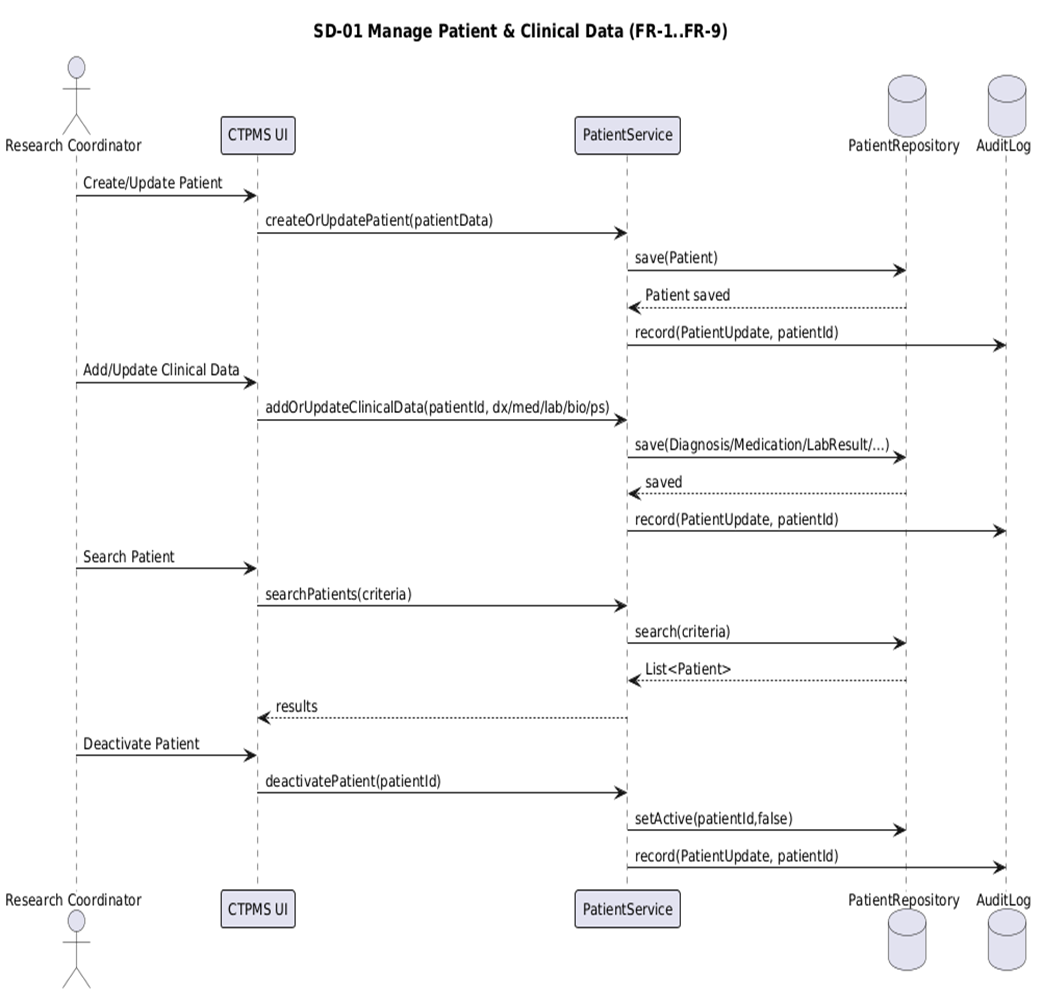 SD-01 Manage Patient & Clinical Data (FR-1..FR-9)
Research Coordinator
CTPMS UI
PatientService
PatientRepository
AuditLog
Create/Update Patient
createOrUpdatePatient(patientData)
save(Patient)
Patient saved
record(PatientUpdate, patientId)
Add/Update Clinical Data
addOrUpdateClinicalData(patientId, dx/med/lab/bio/ps)
save(Diagnosis/Medication/LabResult/...)
saved
record(PatientUpdate, patientId)
Search Patient
searchPatients(criteria)
search(criteria)
List<Patient>
results
Deactivate Patient
deactivatePatient(patientId)
setActive(patientId,false)
record(PatientUpdate, patientId)
Research Coordinator
CTPMS UI
PatientService
PatientRepository
AuditLog